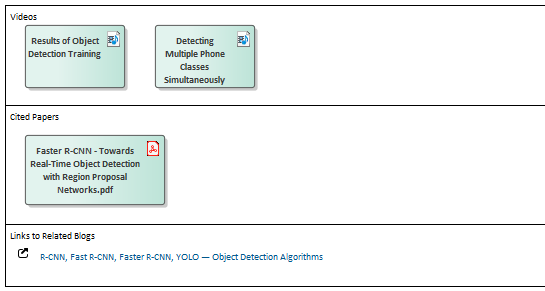 Videos
Results of Object
Detection Training
Detecting
Multiple Phone
Classes
Simultaneously
Cited Papers
Faster R-CNN - Towards
Real-Time Object Detection
with Region Proposal
Networks.pdf
Links to Related Blogs
R-CNN, Fast R-CNN, Faster R-CNN, YOLO — Object Detection Algorithms